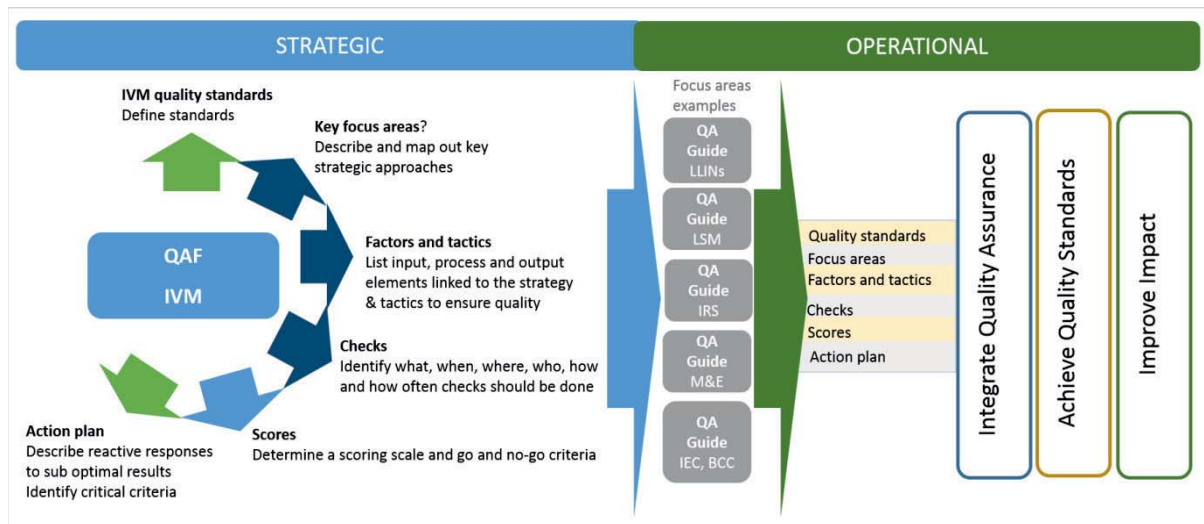 STRATEGIC
OPERATIONAL
IVM quality standards
Define standards
Key focus areas?
Describe and map out key
strategic approaches
Factors and tactics
List input, process and output
elements linked to the strategy
& tactics to ensure quality
Checks
Identify what, when, where, who, how
and how often checks should be done
Scores
Determine a scoring scale and go and no-go criteria
Action plan
Describe reactive responses
to sub optimal results
Identify critical criteria
QAF
IVM
Focus areas
examples
QA
Guide
LLINs
QA
Guide
LSM
QA
Guide
IRS
QA
Guide
M&E
QA
Guide
IEC, BCC
Quality standards
Focus areas
Factors and tactics
Checks
Scores
Action plan
Integrate Quality Assurance
Achieve Quality Standards
Improve Impact